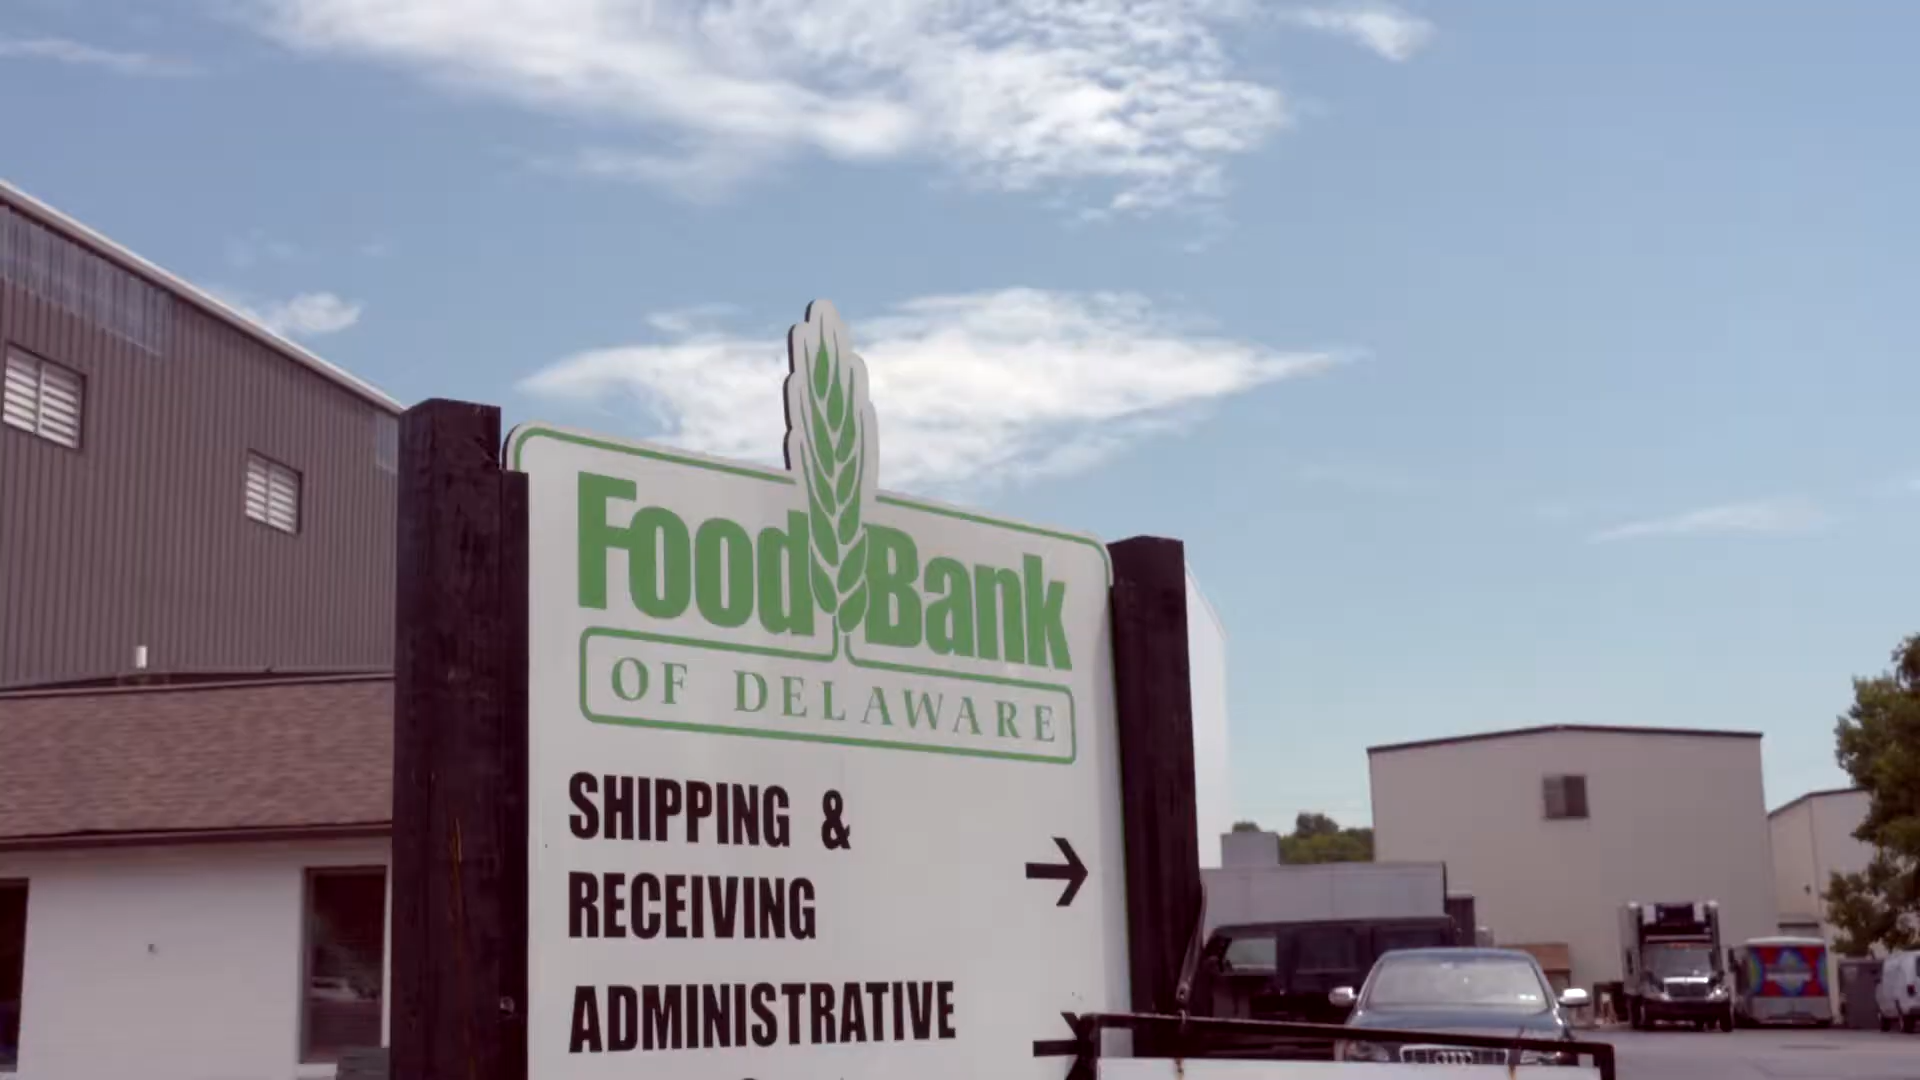 Food Bank
OF DELAWARE
SHIPPING &
RECEIVING
→
ADMINISTRATIVE